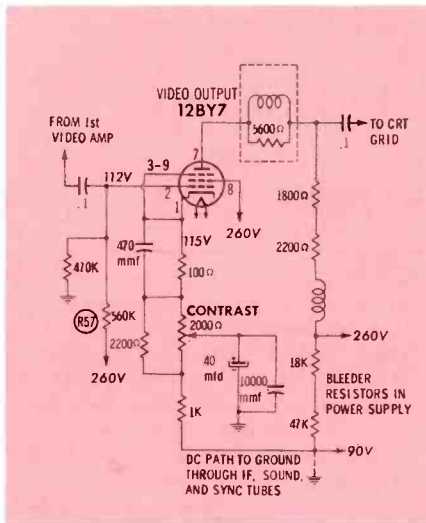 VIDEO OUTPUT
12BY7
FROM 1st
VIDEO AMP
TO CRT
GRID
.1
.1
112V
3-9
7
2
8
1
5600Ω
1800Ω
2200Ω
260V
115V
470
mmf
100Ω
470K
R57
560K
260V
CONTRAST
2000Ω
2200Ω
40
mfd
10000
mmf
1K
260V
18K
47K
BLEEDER
RESISTORS IN
POWER SUPPLY
90V
DC PATH TO GROUND
THROUGH IF, SOUND,
AND SYNC TUBES